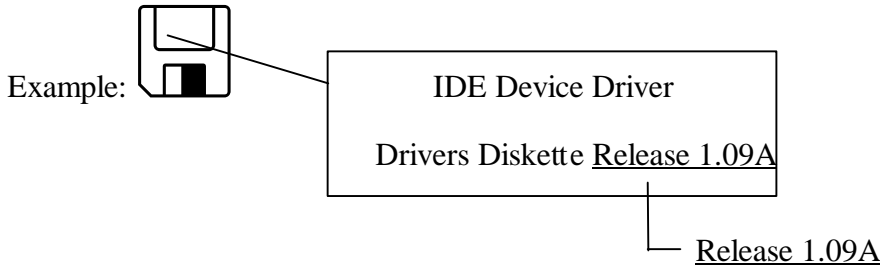 Example:
IDE Device Driver
Drivers Diskette Release 1.09A
Release 1.09A